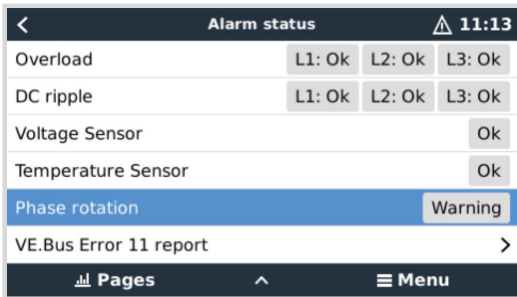 Alarm status 11:13
Overload L1: Ok L2: Ok L3: Ok
DC ripple L1: Ok L2: Ok L3: Ok
Voltage Sensor Ok
Temperature Sensor Ok
Phase rotation Warning
VE.Bus Error 11 report
Pages Menu